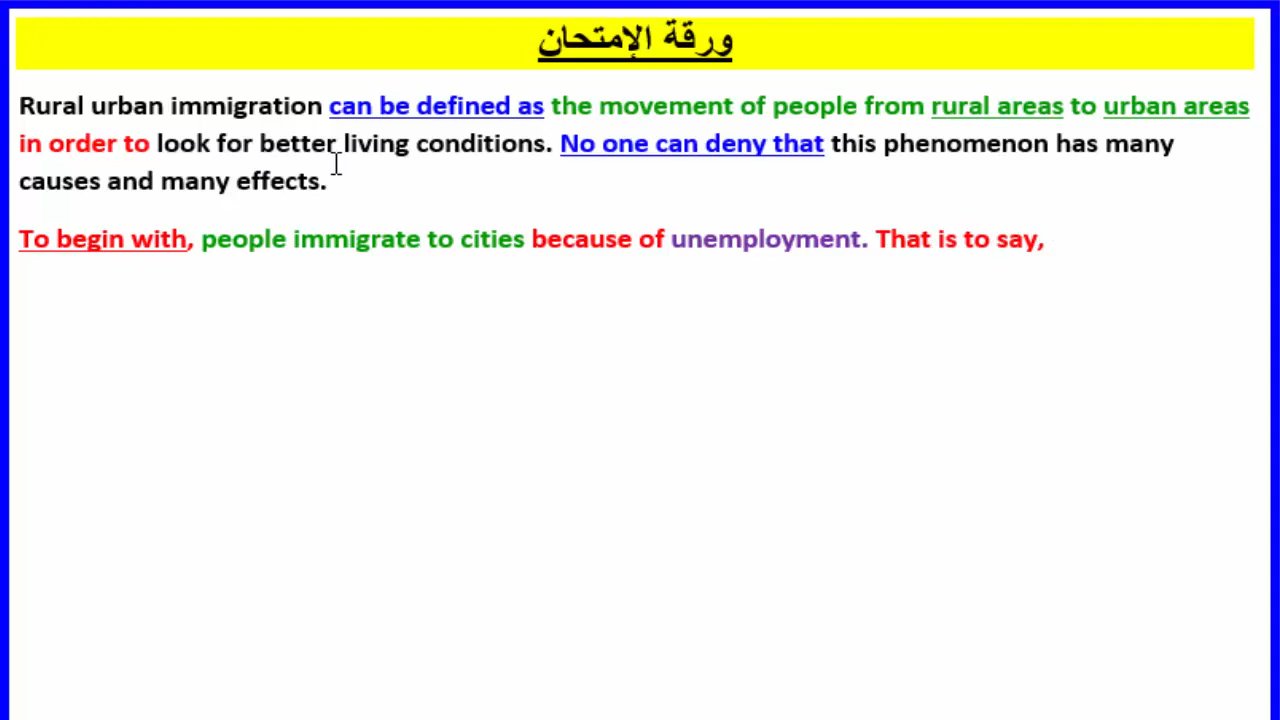 ورقة الإمتحان
Rural urban immigration can be defined as the movement of people from rural areas to urban areas
in order to look for better living conditions. No one can deny that this phenomenon has many
causes and many effects.
To begin with, people immigrate to cities because of unemployment. That is to say,